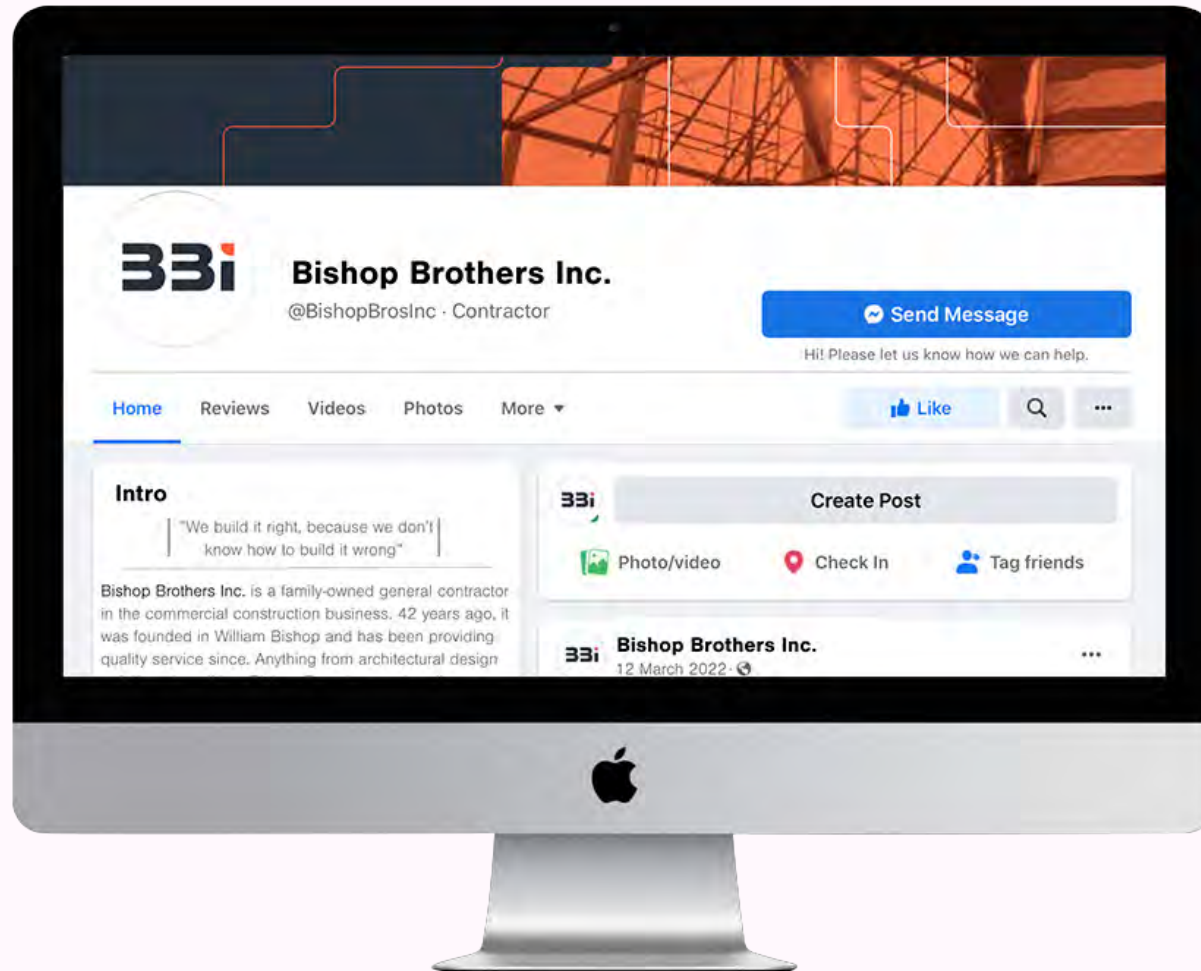 33i
Bishop Brothers Inc.
@BishopBrosInc · Contractor
Send Message
Hi! Please let us know how we can help.
Home Reviews Videos Photos More
Like
Intro
"We build it right, because we don't
know how to build it wrong"
Bishop Brothers Inc. is a family-owned general contractor
in the commercial construction business. 42 years ago, it
was founded in William Bishop and has been providing
quality service since. Anything from architectural design
33i
Create Post
Photo/video Check In Tag friends
33i
Bishop Brothers Inc.
12 March 2022 ·